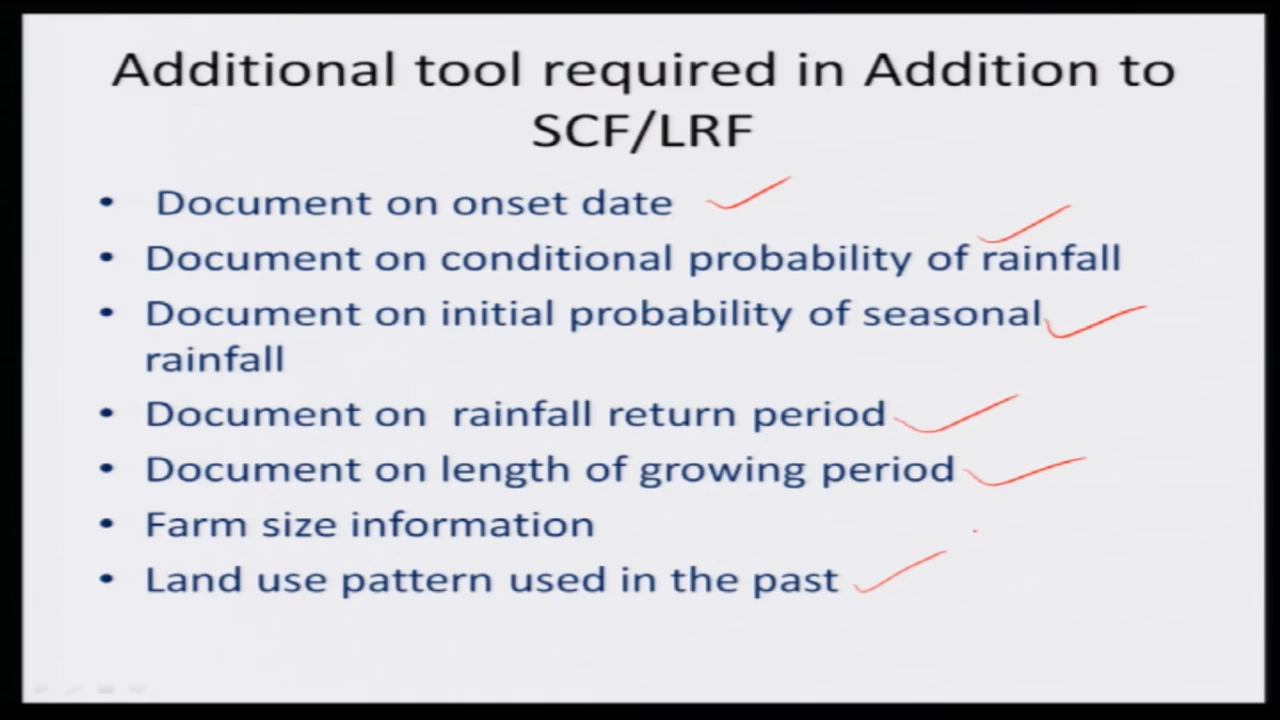 Additional tool required in Addition to
SCF/LRF
• Document on onset date
• Document on conditional probability of rainfall
• Document on initial probability of seasonal
rainfall
• Document on rainfall return period
• Document on length of growing period
• Farm size information
• Land use pattern used in the past